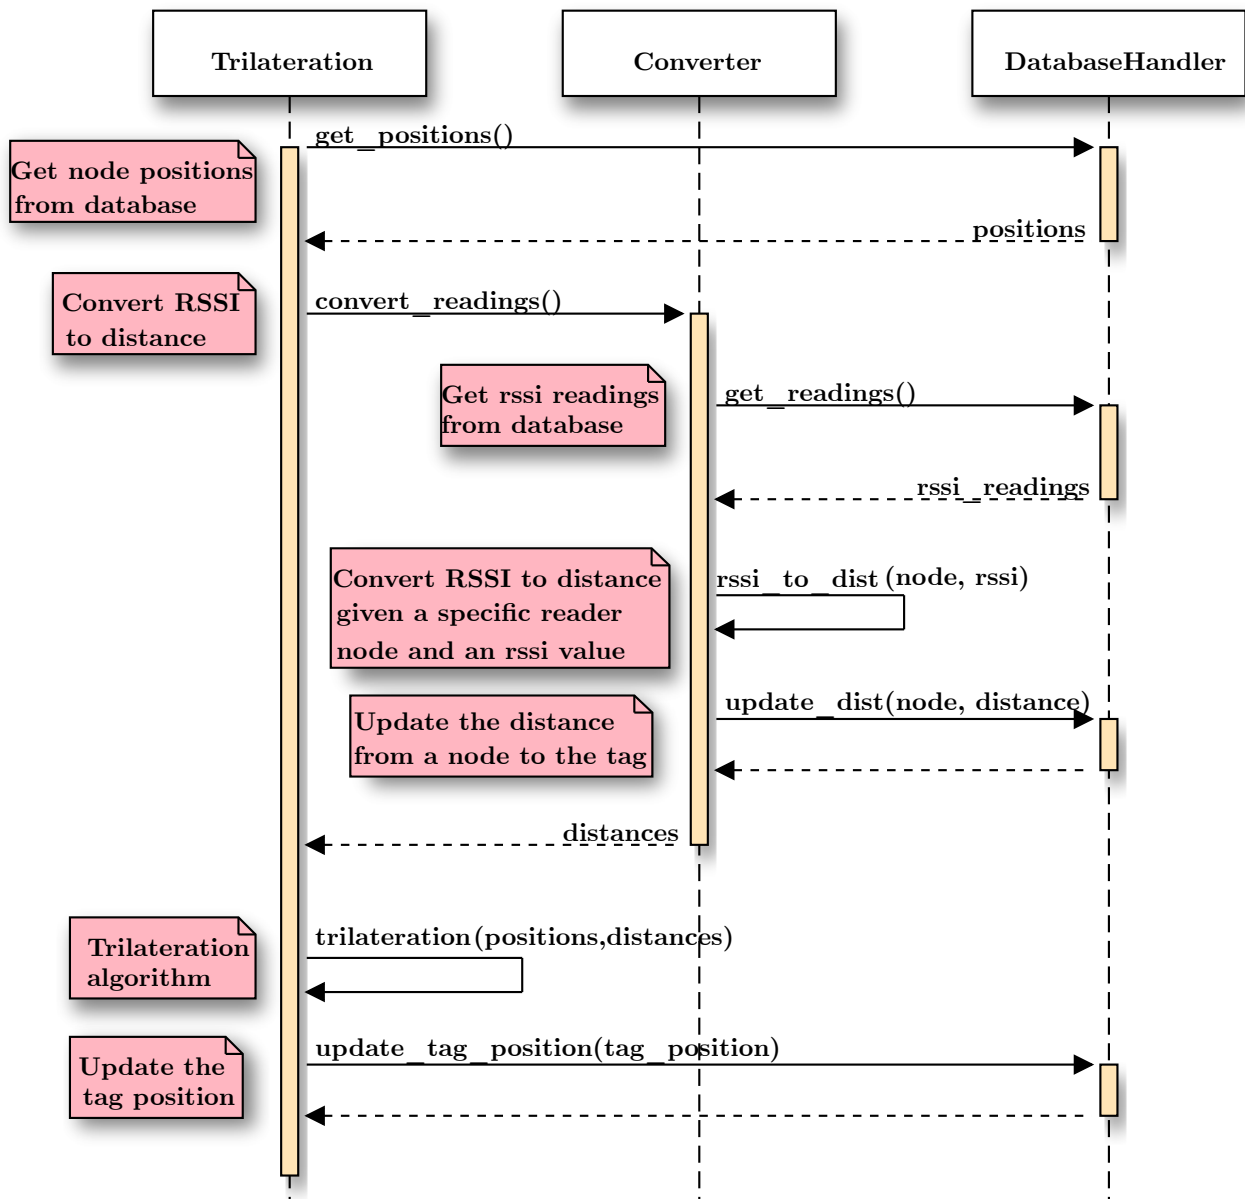 Trilateration
Converter
DatabaseHandler
get_positions()
Get node positions
from database
positions
Convert RSSI
to distance
convert_readings()
Get rssi readings
from database
get_readings()
rssi_readings
Convert RSSI to distance
given a specific reader
node and an rssi value
rssi_to_dist (node, rssi)
Update the distance
from a node to the tag
update_dist(node, distance)
distances
Trilateration
algorithm
trilateration(positions,distances)
Update the
tag position
update_tag_position(tag_position)